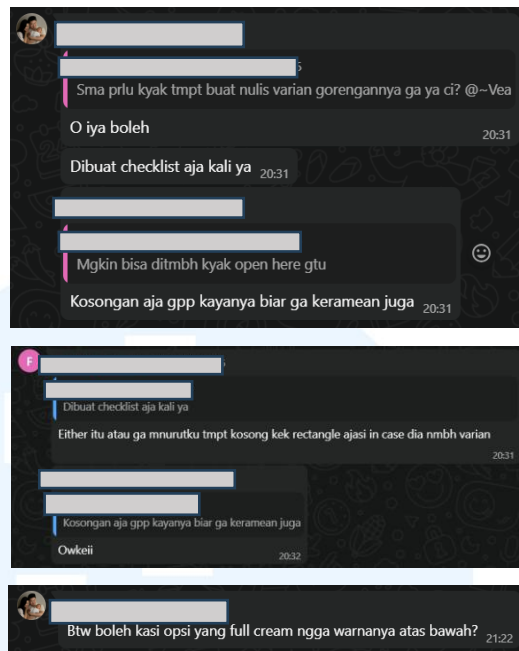 Sma prlu kyak tmpt buat nulis varian gorengannya ga ya ci? @~Vea
O iya boleh
20:31
Dibuat checklist aja kali ya 20:31
Mgkin bisa ditmbh kyak open here gtu
Kosongan aja gpp kayanya biar ga keramean juga 20:31
F
Dibuat checklist aja kali ya
Either itu atau ga mnurutku tmpt kosong kek rectangle ajasi in case dia nmbh varian
20:31
Kosongan aja gpp kayanya biar ga keramean juga
Owkeii
20:32
Btw boleh kasi opsi yang full cream ngga warnanya atas bawah? 21:22